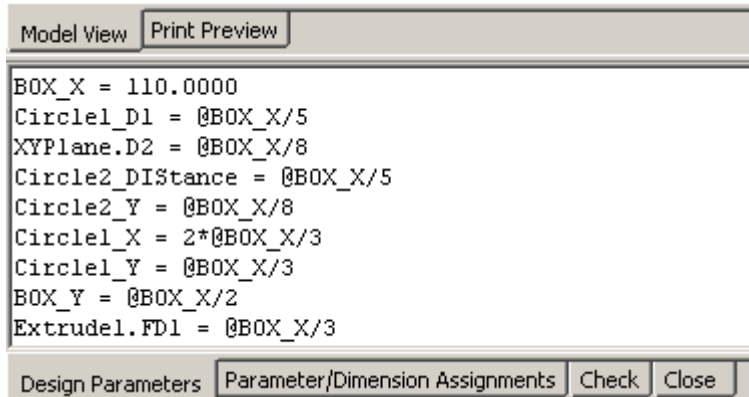 Model View Print Preview
BOX_X = 110.0000
Circle1_D1 = @BOX_X/5
XYPlane.D2 = @BOX_X/8
Circle2_DIStance = @BOX_X/5
Circle2_Y = @BOX_X/8
Circle1_X = 2*@BOX_X/3
Circle1_Y = @BOX_X/3
BOX_Y = @BOX_X/2
Extrude1.FD1 = @BOX_X/3
Design Parameters Parameter/Dimension Assignments Check Close